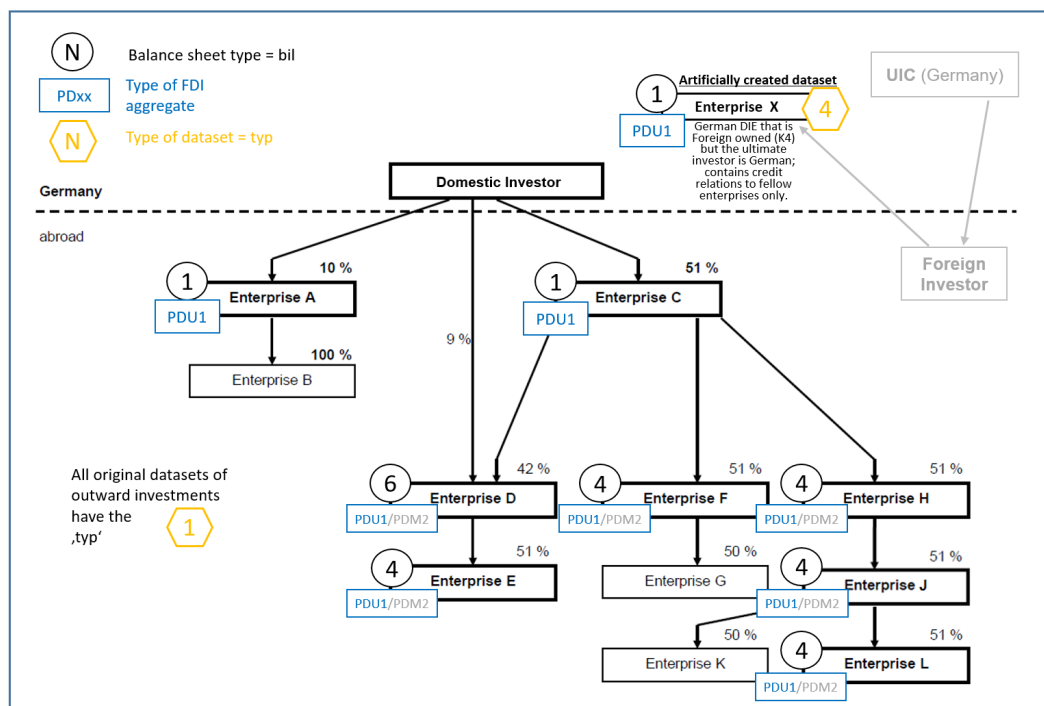 N
Balance sheet type = bil
PDxx
Type of FDI
aggregate
N
Type of dataset = typ
Artificially created dataset
1
Enterprise X
4
PDU1
German DIE that is
Foreign owned (K4)
but the ultimate
investor is German;
contains credit
relations to fellow
enterprises only.
UIC (Germany)
Germany
Domestic Investor
abroad
Foreign
Investor
10 %
1
Enterprise A
PDU1
51 %
1
Enterprise C
PDU1
9 %
100 %
Enterprise B
All original datasets of
outward investments
have the
‚typ‘
1
42 %
6
Enterprise D
PDU1/PDM2
51 %
4
Enterprise F
PDU1/PDM2
51 %
4
Enterprise H
PDU1/PDM2
51 %
4
Enterprise E
PDU1/PDM2
50 %
Enterprise G
51 %
4
Enterprise J
PDU1/PDM2
50 %
Enterprise K
51 %
4
Enterprise L
PDU1/PDM2